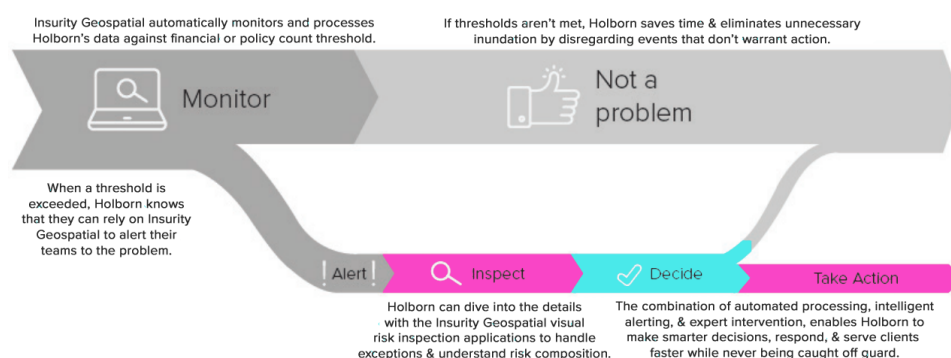 Insurity Geospatial automatically monitors and processes
Holborn's data against financial or policy count threshold.
If thresholds aren't met, Holborn saves time & eliminates unnecessary
inundation by disregarding events that don't warrant action.
Monitor
Not a
problem
When a threshold is
exceeded, Holborn knows
that they can rely on Insurity
Geospatial to alert their
teams to the problem.
! Alert !
Inspect
Decide
Take Action
Holborn can dive into the details
with the Insurity Geospatial visual
risk inspection applications to handle
exceptions & understand risk composition.
The combination of automated processing, intelligent
alerting, & expert intervention, enables Holborn to
make smarter decisions, respond, & serve clients
faster while never being caught off guard.